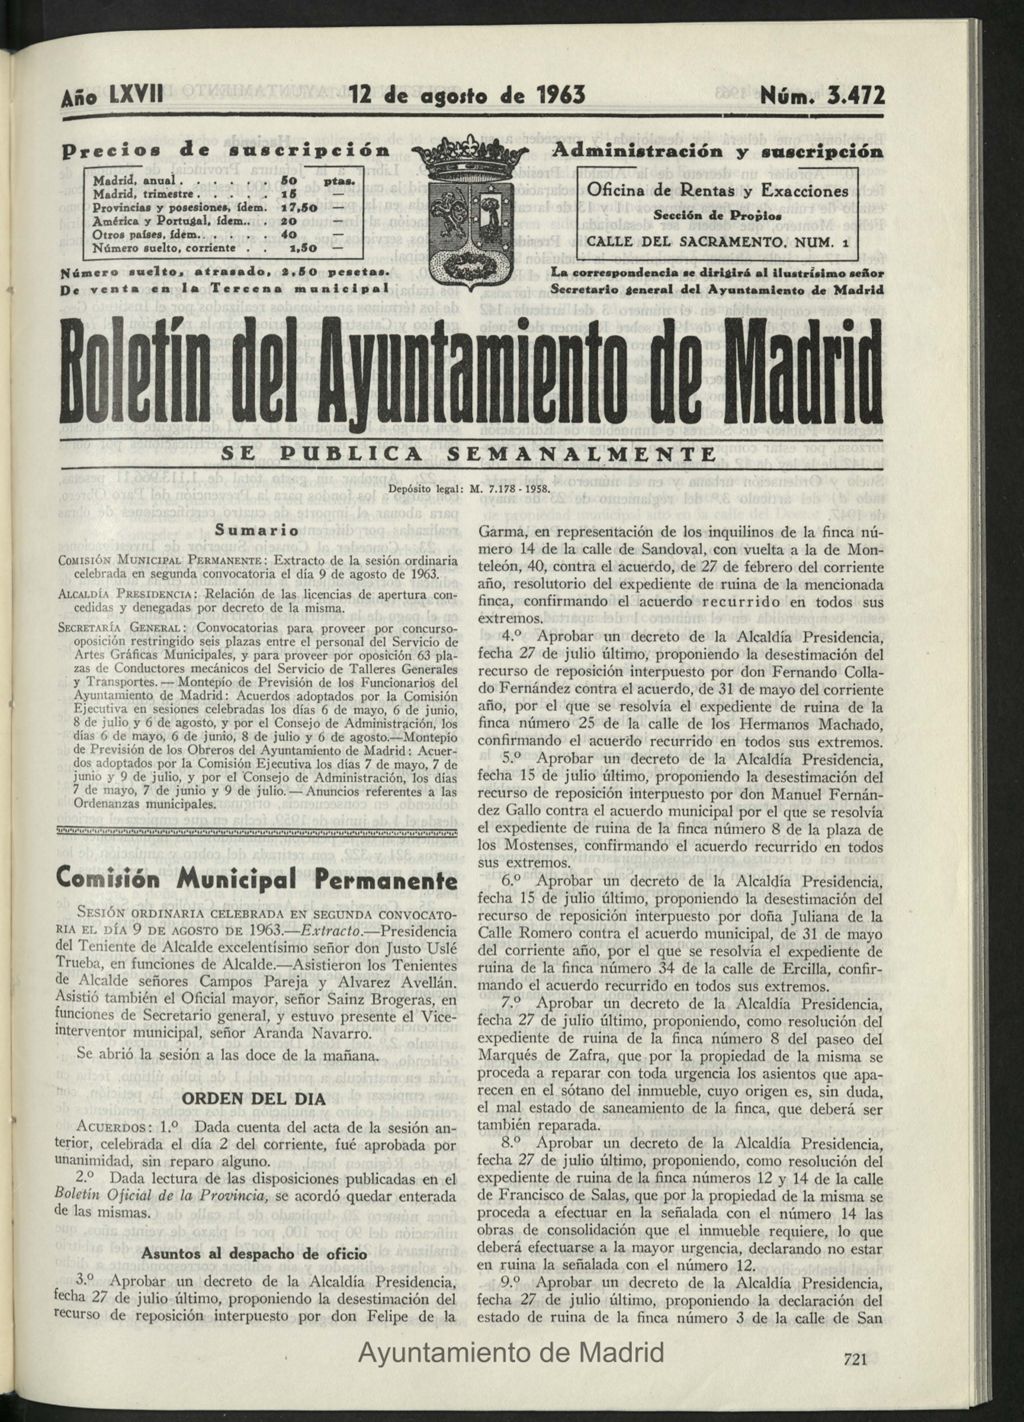 Año LXVII 12 de agosto de 1963 Núm. 3.472
Precios de suscripción
Madrid, anual . . . . . . 50 ptas.
Madrid, trimestre . . . . . 15 —
Provincias y posesiones, ídem. 17,50 —
América y Portugal, ídem. . 20 —
Otros países, ídem. . . . . 40 —
Número suelto, corriente . . 1,50 —
Número suelto, atrasado, 2,50 pesetas.
De venta en la Tercena municipal
Administración y suscripción
Oficina de Rentas y Exacciones
Sección de Propios
CALLE DEL SACRAMENTO, NUM. 1
La correspondencia se dirigirá al ilustrísimo señor
Secretario general del Ayuntamiento de Madrid
Boletín del Ayuntamiento de Madrid
SE PUBLICA SEMANALMENTE
Depósito legal: M. 7.178 - 1958.
Sumario
COMISIÓN MUNICIPAL PERMANENTE: Extracto de la sesión ordinaria
celebrada en segunda convocatoria el día 9 de agosto de 1963.
ALCALDÍA PRESIDENCIA: Relación de las licencias de apertura con-
cedidas y denegadas por decreto de la misma.
SECRETARÍA GENERAL: Convocatorias para proveer por concurso-
oposición restringido seis plazas entre el personal del Servicio de
Artes Gráficas Municipales, y para proveer por oposición 63 pla-
zas de Conductores mecánicos del Servicio de Talleres Generales
y Transportes. — Montepío de Previsión de los Funcionarios del
Ayuntamiento de Madrid: Acuerdos adoptados por la Comisión
Ejecutiva en sesiones celebradas los días 6 de mayo, 6 de junio,
8 de julio y 6 de agosto, y por el Consejo de Administración, los
días 6 de mayo, 6 de junio, 8 de julio y 6 de agosto.—Montepío
de Previsión de los Obreros del Ayuntamiento de Madrid: Acuer-
dos adoptados por la Comisión Ejecutiva los días 7 de mayo, 7 de
junio y 9 de julio, y por el Consejo de Administración, los días
7 de mayo, 7 de junio y 9 de julio. — Anuncios referentes a las
Ordenanzas municipales.
Comisión Municipal Permanente
SESIÓN ORDINARIA CELEBRADA EN SEGUNDA CONVOCATO-
RIA EL DÍA 9 DE AGOSTO DE 1963.—Extracto.—Presidencia
del Teniente de Alcalde excelentísimo señor don Justo Uslé
Trueba, en funciones de Alcalde.—Asistieron los Tenientes
de Alcalde señores Campos Pareja y Alvarez Avellán.
Asistió también el Oficial mayor, señor Sainz Brogeras, en
funciones de Secretario general, y estuvo presente el Vice-
interventor municipal, señor Aranda Navarro.
Se abrió la sesión a las doce de la mañana.
ORDEN DEL DIA
ACUERDOS: 1.º Dada cuenta del acta de la sesión an-
terior, celebrada el día 2 del corriente, fué aprobada por
unanimidad, sin reparo alguno.
2.º Dada lectura de las disposiciones publicadas en el
Boletín Oficial de la Provincia, se acordó quedar enterada
de las mismas.
Asuntos al despacho de oficio
3.º Aprobar un decreto de la Alcaldía Presidencia,
fecha 27 de julio último, proponiendo la desestimación del
recurso de reposición interpuesto por don Felipe de la
Garma, en representación de los inquilinos de la finca nú-
mero 14 de la calle de Sandoval, con vuelta a la de Mon-
teleón, 40, contra el acuerdo, de 27 de febrero del corriente
año, resolutorio del expediente de ruina de la mencionada
finca, confirmando el acuerdo recurrido en todos sus
extremos.
4.º Aprobar un decreto de la Alcaldía Presidencia,
fecha 27 de julio último, proponiendo la desestimación del
recurso de reposición interpuesto por don Fernando Colla-
do Fernández contra el acuerdo, de 31 de mayo del corriente
año, por el que se resolvía el expediente de ruina de la
finca número 25 de la calle de los Hermanos Machado,
confirmando el acuerdo recurrido en todos sus extremos.
5.º Aprobar un decreto de la Alcaldía Presidencia,
fecha 15 de julio último, proponiendo la desestimación del
recurso de reposición interpuesto por don Manuel Fernán-
dez Gallo contra el acuerdo municipal por el que se resolvía
el expediente de ruina de la finca número 8 de la plaza de
los Mostenses, confirmando el acuerdo recurrido en todos
sus extremos.
6.º Aprobar un decreto de la Alcaldía Presidencia,
fecha 15 de julio último, proponiendo la desestimación del
recurso de reposición interpuesto por doña Juliana de la
Calle Romero contra el acuerdo municipal, de 31 de mayo
del corriente año, por el que se resolvía el expediente de
ruina de la finca número 34 de la calle de Ercilla, confir-
mando el acuerdo recurrido en todos sus extremos.
7.º Aprobar un decreto de la Alcaldía Presidencia,
fecha 27 de julio último, proponiendo, como resolución del
expediente de ruina de la finca número 8 del paseo del
Marqués de Zafra, que por la propiedad de la misma se
proceda a reparar con toda urgencia los asientos que apa-
recen en el sótano del inmueble, cuyo origen es, sin duda,
el mal estado de saneamiento de la finca, que deberá ser
también reparada.
8.º Aprobar un decreto de la Alcaldía Presidencia,
fecha 27 de julio último, proponiendo, como resolución del
expediente de ruina de la finca números 12 y 14 de la calle
de Francisco de Salas, que por la propiedad de la misma se
proceda a efectuar en la señalada con el número 14 las
obras de consolidación que el inmueble requiere, lo que
deberá efectuarse a la mayor urgencia, declarando no estar
en ruina la señalada con el número 12.
9.º Aprobar un decreto de la Alcaldía Presidencia,
fecha 27 de julio último, proponiendo la declaración del
estado de ruina de la finca número 3 de la calle de San
Ayuntamiento de Madrid
721